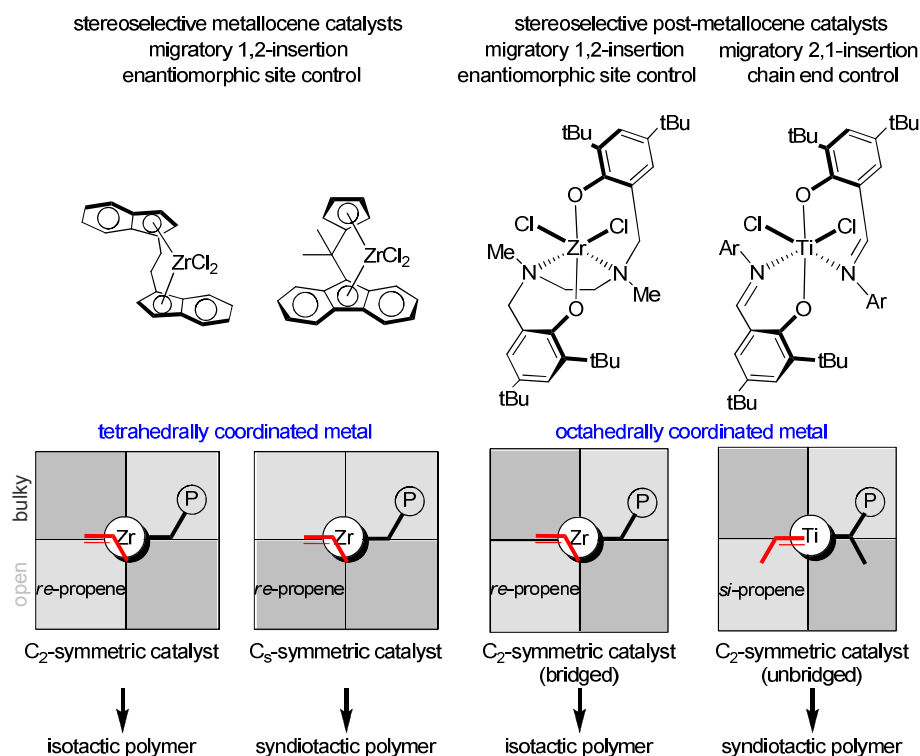 stereoselective metallocene catalysts
migratory 1,2-insertion
enantiomorphic site control
stereoselective post-metallocene catalysts
migratory 1,2-insertion
enantiomorphic site control
migratory 2,1-insertion
chain end control
ZrCl2
ZrCl2
tBu
tBu
O
Cl
Cl
Zr
Me
N
N
Me
O
tBu
tBu
tBu
tBu
O
Cl
Cl
Ti
Ar
N
N
Ar
O
tBu
tBu
tetrahedrally coordinated metal
octahedrally coordinated metal
bulky
open
P
Zr
re-propene
P
Zr
re-propene
P
Zr
re-propene
P
Ti
si-propene
C2-symmetric catalyst
Cs-symmetric catalyst
C2-symmetric catalyst
(bridged)
C2-symmetric catalyst
(unbridged)
isotactic polymer
syndiotactic polymer
isotactic polymer
syndiotactic polymer